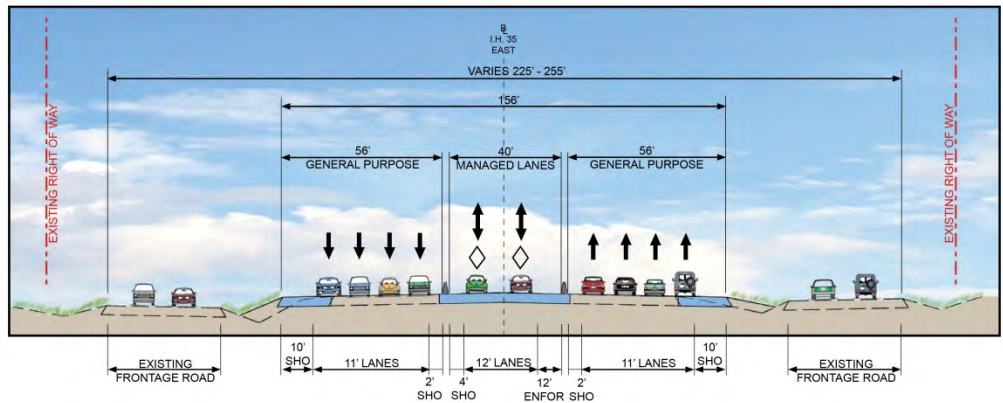 ℄
I.H. 35
EAST
VARIES 225' - 255'
156'
56'
GENERAL PURPOSE
40'
MANAGED LANES
56'
GENERAL PURPOSE
EXISTING RIGHT OF WAY
EXISTING RIGHT OF WAY
EXISTING
FRONTAGE ROAD
10'
SHO
11' LANES
2'
SHO
4'
SHO
12' LANES
12'
ENFOR
2'
SHO
11' LANES
10'
SHO
EXISTING
FRONTAGE ROAD